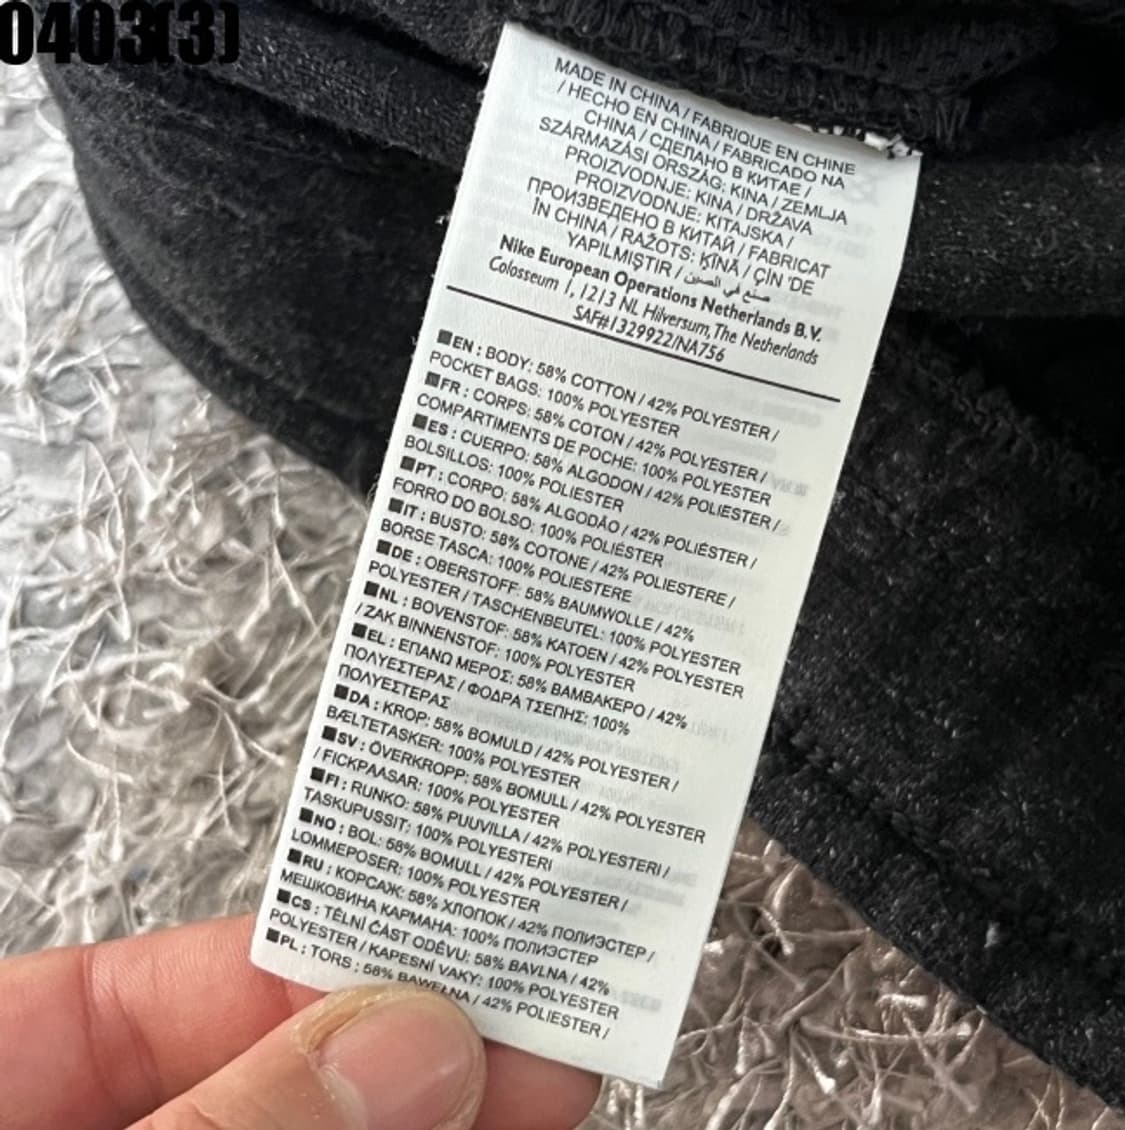 0403(3)
MADE IN CHINA / FABRIQUE EN CHINE
/ HECHO EN CHINA / FABRICADO NA
CHINA / СДЕЛАНО В КИТАЕ /
SZÁRMAZÁSI ORSZÁG: KÍNA / ZEMLJA
PROIZVODNJE: KINA / DRŽAVA
PROIZVODNJE: KITAJSKA /
ПРОИЗВЕДЕНО В КИТАЙ / FABRICAT
ÎN CHINA / RAŽOTS: ĶĪNĀ / ÇİN 'DE
YAPILMIŞTIR / صنع في الصين
Nike European Operations Netherlands B.V.
Colosseum 1, 1213 NL Hilversum, The Netherlands
SAF#1329922/NA756
EN : BODY: 58% COTTON / 42% POLYESTER /
POCKET BAGS: 100% POLYESTER
FR : CORPS: 58% COTON / 42% POLYESTER /
COMPARTIMENTS DE POCHE: 100% POLYESTER
ES : CUERPO: 58% ALGODON / 42% POLIESTER /
BOLSILLOS: 100% POLIESTER
PT : CORPO: 58% ALGODÃO / 42% POLIÉSTER /
FORRO DO BOLSO: 100% POLIÉSTER
IT : BUSTO: 58% COTONE / 42% POLIESTERE /
BORSE TASCA: 100% POLIESTERE
DE : OBERSTOFF: 58% BAUMWOLLE / 42%
POLYESTER / TASCHENBEUTEL: 100% POLYESTER
NL : BOVENSTOF: 58% KATOEN / 42% POLYESTER
/ ZAK BINNENSTOF: 100% POLYESTER
EL : ΕΠΑΝΩ ΜΕΡΟΣ: 58% ΒΑΜΒΑΚΕΡΟ / 42%
ΠΟΛΥΕΣΤΕΡΑΣ / ΦΟΔΡΑ ΤΣΕΠΗΣ: 100%
ΠΟΛΥΕΣΤΕΡΑΣ
DA : KROP: 58% BOMULD / 42% POLYESTER /
BÆLTETASKER: 100% POLYESTER
SV : ÖVERKROPP: 58% BOMULL / 42% POLYESTER
/ FICKPAASAR: 100% POLYESTER
FI : RUNKO: 58% PUUVILLA / 42% POLYESTERI /
TASKUPUSSIT: 100% POLYESTERI
NO : BOL: 58% BOMULL / 42% POLYESTER /
LOMMEPOSER: 100% POLYESTER
RU : КОРСАЖ: 58% ХЛОПОК / 42% ПОЛИЭСТЕР /
МЕШКОВИНА КАРМАНА: 100% ПОЛИЭСТЕР
CS : TĚLNÍ ČÁST ODĚVU: 58% BAVLNA / 42%
POLYESTER / KAPESNÍ VAKY: 100% POLYESTER
PL : TORS : 58% BAWEŁNA / 42% POLIESTER /